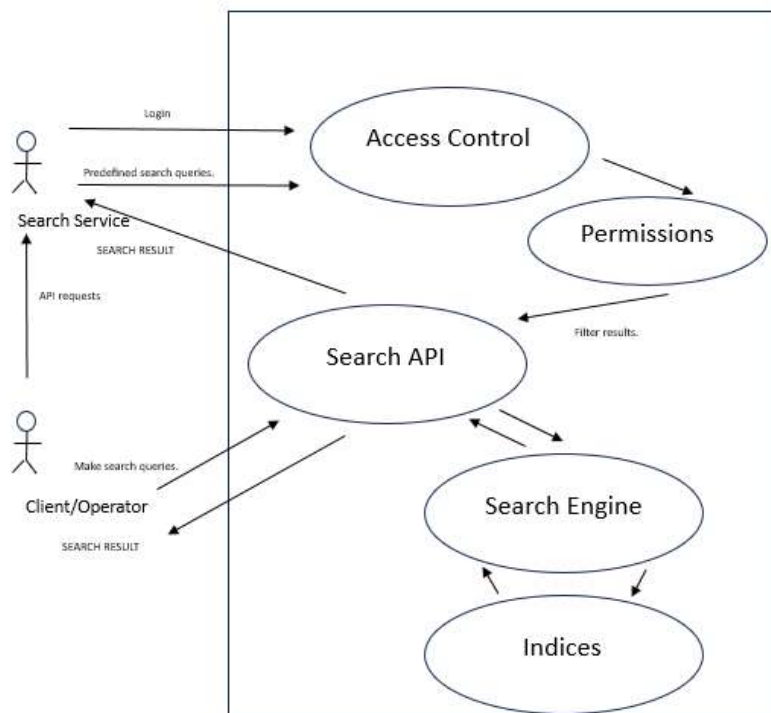 Login
Access Control
Predefined search queries.
Search Service
Permissions
SEARCH RESULT
API requests
Filter results.
Search API
Make search queries.
Client/Operator
Search Engine
SEARCH RESULT
Indices